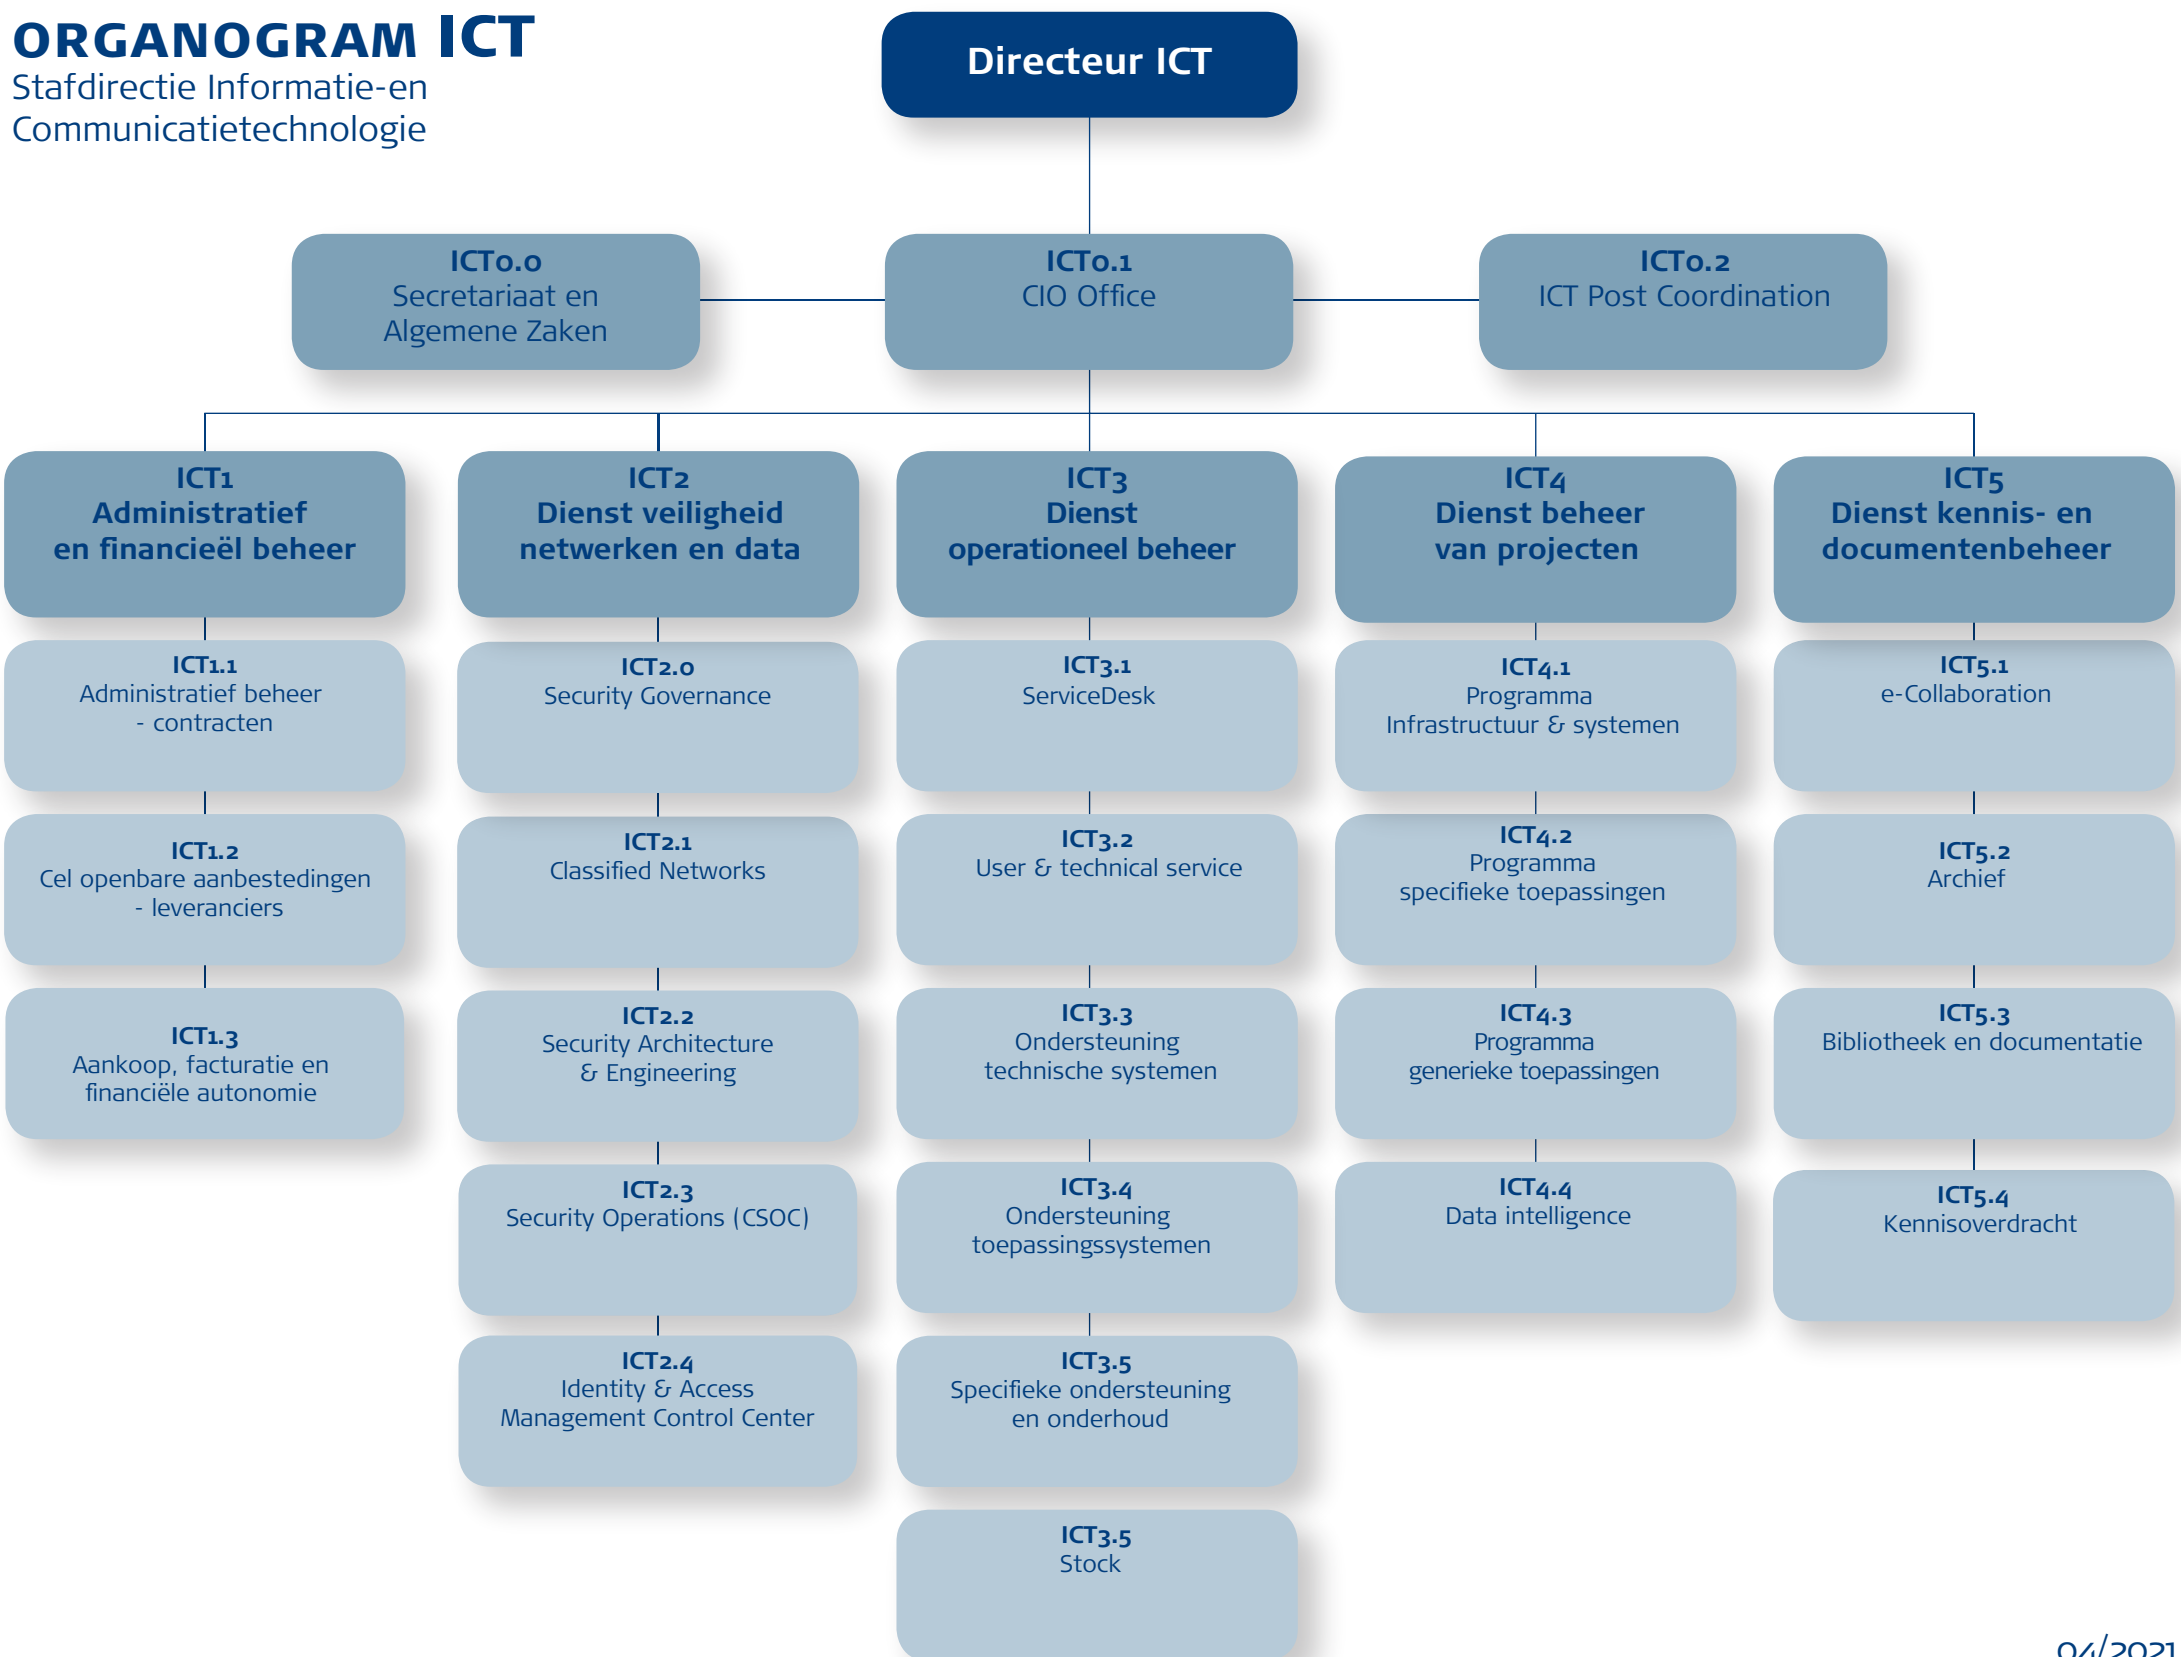 ORGANOGRAM ICT
Stafdirectie Informatie-en
Communicatietechnologie
Directeur ICT
ICT0.0
Secretariaat en
Algemene Zaken
ICT0.1
CIO Office
ICT0.2
ICT Post Coordination
ICT1
Administratief
en financieël beheer
ICT2
Dienst veiligheid
netwerken en data
ICT3
Dienst
operationeel beheer
ICT4
Dienst beheer
van projecten
ICT5
Dienst kennis- en
documentenbeheer
ICT1.1
Administratief beheer
- contracten
ICT1.2
Cel openbare aanbestedingen
- leveranciers
ICT1.3
Aankoop, facturatie en
financiële autonomie
ICT2.0
Security Governance
ICT2.1
Classified Networks
ICT2.2
Security Architecture
& Engineering
ICT2.3
Security Operations (CSOC)
ICT2.4
Identity & Access
Management Control Center
ICT3.1
ServiceDesk
ICT3.2
User & technical service
ICT3.3
Ondersteuning
technische systemen
ICT3.4
Ondersteuning
toepassingssystemen
ICT3.5
Specifieke ondersteuning
en onderhoud
ICT3.5
Stock
ICT4.1
Programma
Infrastructuur & systemen
ICT4.2
Programma
specifieke toepassingen
ICT4.3
Programma
generieke toepassingen
ICT4.4
Data intelligence
ICT5.1
e-Collaboration
ICT5.2
Archief
ICT5.3
Bibliotheek en documentatie
ICT5.4
Kennisoverdracht
04/2021